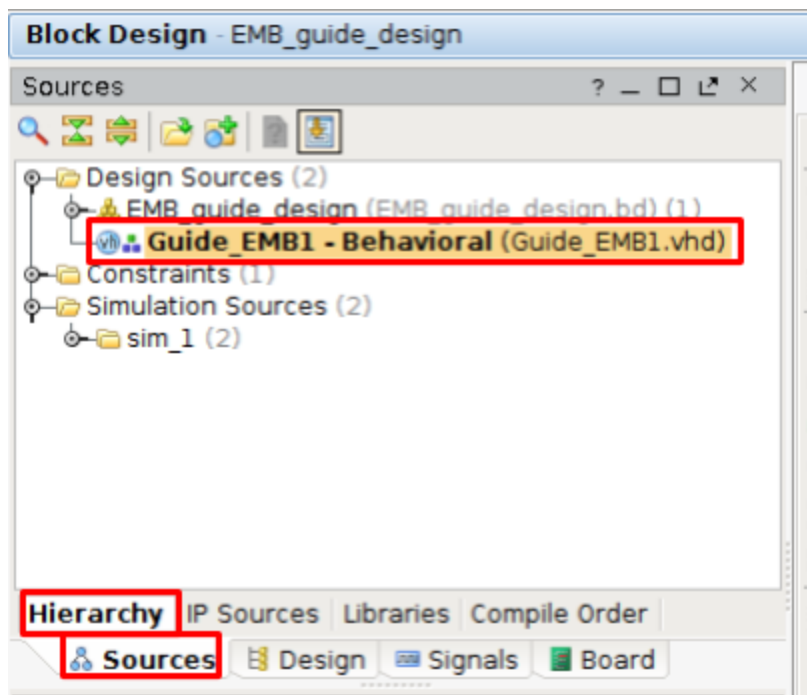 Block Design - EMB_guide_design
Sources ? _ □ ×
Design Sources (2)
EMB_guide_design (EMB_guide_design.bd) (1)
Guide_EMB1 - Behavioral (Guide_EMB1.vhd)
Constraints (1)
Simulation Sources (2)
sim_1 (2)
Hierarchy IP Sources Libraries Compile Order
Sources Design Signals Board